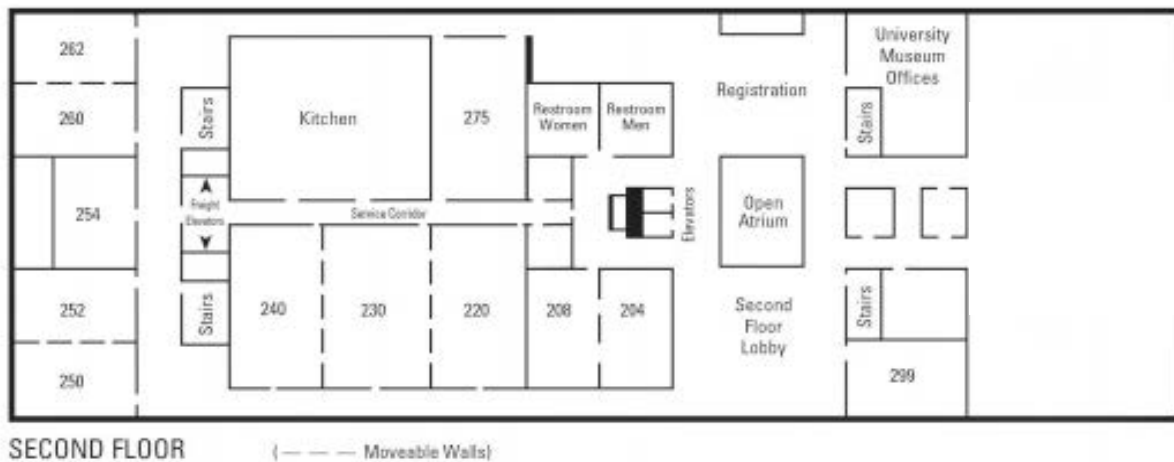 262
260
254
252
250
Stairs
Freight
Elevators
Stairs
Kitchen
275
Service Corridor
240
230
220
208
204
Restroom
Women
Restroom
Men
Elevators
Registration
Open
Atrium
Second
Floor
Lobby
University
Museum
Offices
Stairs
Stairs
299
SECOND FLOOR
(— — — Moveable Walls)